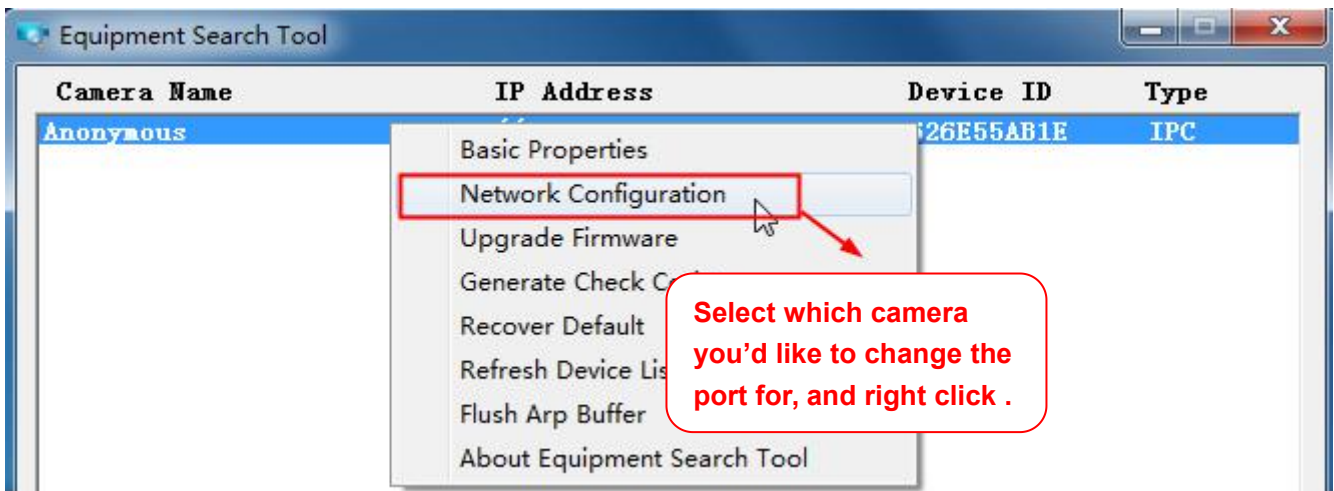 Equipment Search Tool
Camera Name IP Address Device ID Type
Anonymous 26E55AB1E IPC
Basic Properties
Network Configuration
Upgrade Firmware
Generate Check
Recover Default
Refresh Device Lis
Flush Arp Buffer
About Equipment Search Tool
Select which camera
you’d like to change the
port for, and right click .